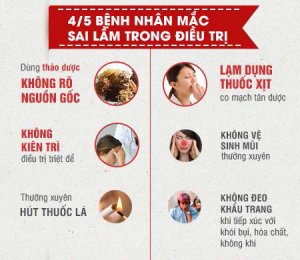 4/5 BỆNH NHÂN MẮC
SAI LẦM TRONG ĐIỀU TRỊ
Dùng thảo dược
KHÔNG RÕ
NGUỒN GỐC
KHÔNG
KIÊN TRÌ
điều trị triệt để
Thường xuyên
HÚT THUỐC LÁ
LẠM DỤNG
THUỐC XỊT
co mạch tân dược
KHÔNG VỆ
SINH MŨI
thường xuyên
KHÔNG ĐEO
KHẨU TRANG
khi tiếp xúc với
khói bụi, hóa chất,
không khí